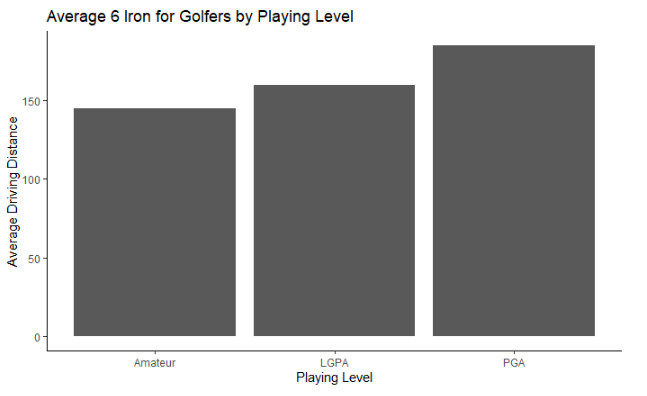 Average 6 Iron for Golfers by Playing Level
Average Driving Distance
150
100
50
0
Amateur LGPA PGA
Playing Level